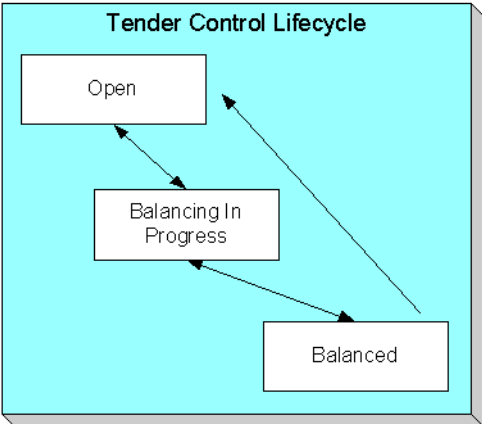 Tender Control Lifecycle
Open
Balancing In
Progress
Balanced